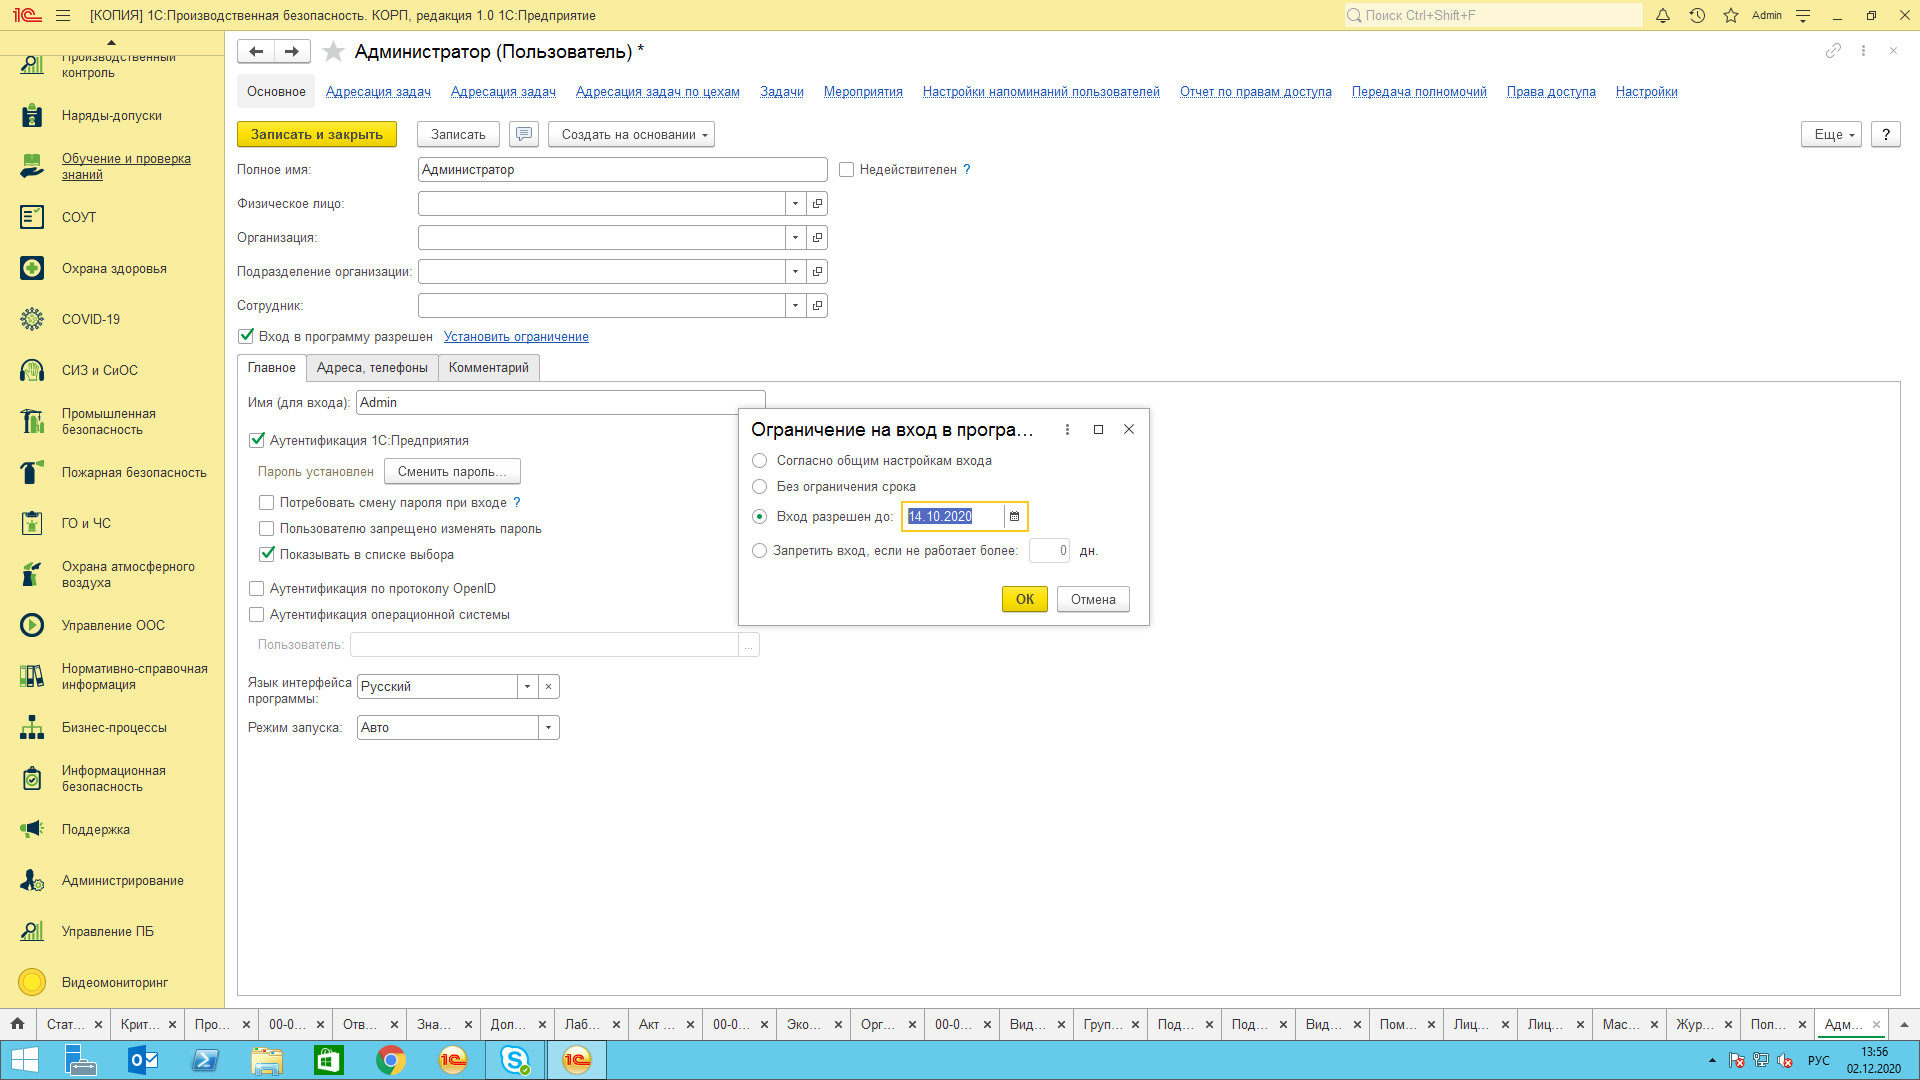 [КОПИЯ] 1С:Производственная безопасность. КОРП, редакция 1.0 1С:Предприятие
Поиск Ctrl+Shift+F
Admin
Производственный
контроль
Наряды-допуски
Обучение и проверка
знаний
СОУТ
Охрана здоровья
COVID-19
СИЗ и СиОС
Промышленная
безопасность
Пожарная безопасность
ГО и ЧС
Охрана атмосферного
воздуха
Управление ООС
Нормативно-справочная
информация
Бизнес-процессы
Информационная
безопасность
Поддержка
Администрирование
Управление ПБ
Видеомониторинг
Администратор (Пользователь) *
Основное Адресация задач Адресация задач Адресация задач по цехам Задачи Мероприятия Настройки напоминаний пользователей Отчет по правам доступа Передача полномочий Права доступа Настройки
Записать и закрыть Записать Создать на основании Еще ?
Полное имя: Администратор Недействителен ?
Физическое лицо:
Организация:
Подразделение организации:
Сотрудник:
Вход в программу разрешен Установить ограничение
Главное Адреса, телефоны Комментарий
Имя (для входа): Admin
Аутентификация 1С:Предприятия
Пароль установлен Сменить пароль...
Потребовать смену пароля при входе ?
Пользователю запрещено изменять пароль
Показывать в списке выбора
Аутентификация по протоколу OpenID
Аутентификация операционной системы
Пользователь: ...
Язык интерфейса
программы: Русский
Режим запуска: Авто
Ограничение на вход в програ...
Согласно общим настройкам входа
Без ограничения срока
Вход разрешен до: 14.10.2020
Запретить вход, если не работает более: 0 дн.
ОК Отмена
Стат... Крит... Про... 00-0... Отв... Зна... Дол... Лаб... Акт ... 00-0... Эко... Орг... 00-0... Вид... Груп... Под... Под... Вид... Пом... Лиц... Лиц... Мас... Жур... Пол... Адм...
РУС
13:56
02.12.2020